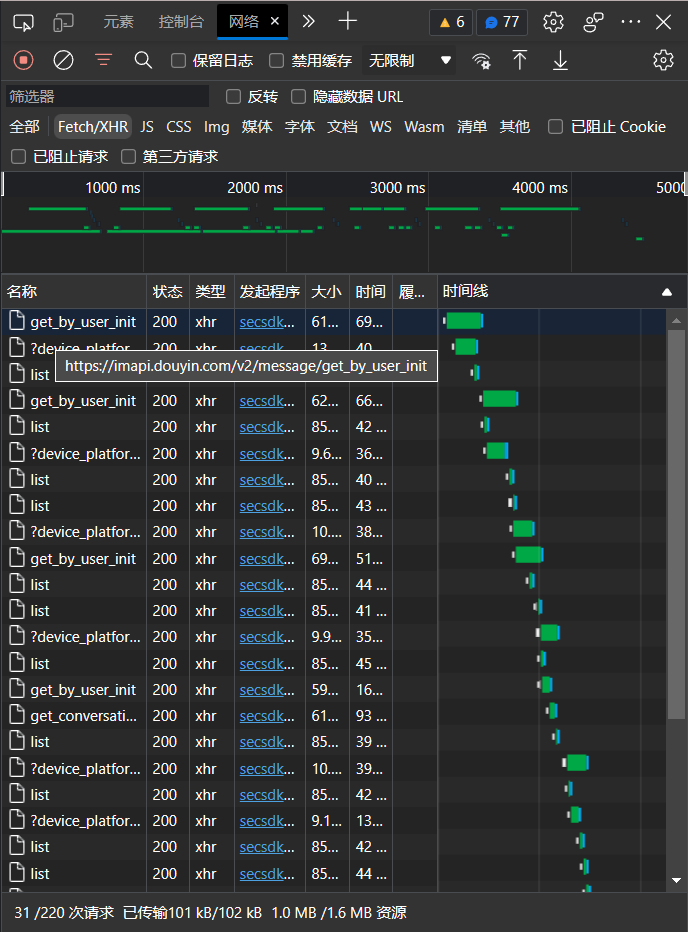 元素 控制台 网络 6 77
保留日志 禁用缓存 无限制
筛选器 反转 隐藏数据 URL
全部 Fetch/XHR JS CSS Img 媒体 字体 文档 WS Wasm 清单 其他 已阻止 Cookie
已阻止请求 第三方请求
1000 ms 2000 ms 3000 ms 4000 ms 5000
名称 状态 类型 发起程序 大小 时间 履... 时间线
get_by_user_init 200 xhr secsdk... 61... 69...
?device_platfor... 200 xhr secsdk... 13... 40...
https://imapi.douyin.com/v2/message/get_by_user_init
list
get_by_user_init 200 xhr secsdk... 62... 66...
list 200 xhr secsdk... 85... 42 ...
?device_platfor... 200 xhr secsdk... 9.6... 36...
list 200 xhr secsdk... 85... 40 ...
list 200 xhr secsdk... 85... 43 ...
?device_platfor... 200 xhr secsdk... 10.... 38...
get_by_user_init 200 xhr secsdk... 69... 51...
list 200 xhr secsdk... 85... 44 ...
list 200 xhr secsdk... 85... 41 ...
?device_platfor... 200 xhr secsdk... 9.9... 35...
list 200 xhr secsdk... 85... 45 ...
get_by_user_init 200 xhr secsdk... 59... 16...
get_conversati... 200 xhr secsdk... 61... 93 ...
list 200 xhr secsdk... 85... 39 ...
?device_platfor... 200 xhr secsdk... 10.... 39...
list 200 xhr secsdk... 85... 42 ...
?device_platfor... 200 xhr secsdk... 9.1... 13...
list 200 xhr secsdk... 85... 42 ...
list 200 xhr secsdk... 85... 44 ...
31 /220 次请求 已传输101 kB/102 kB 1.0 MB /1.6 MB 资源